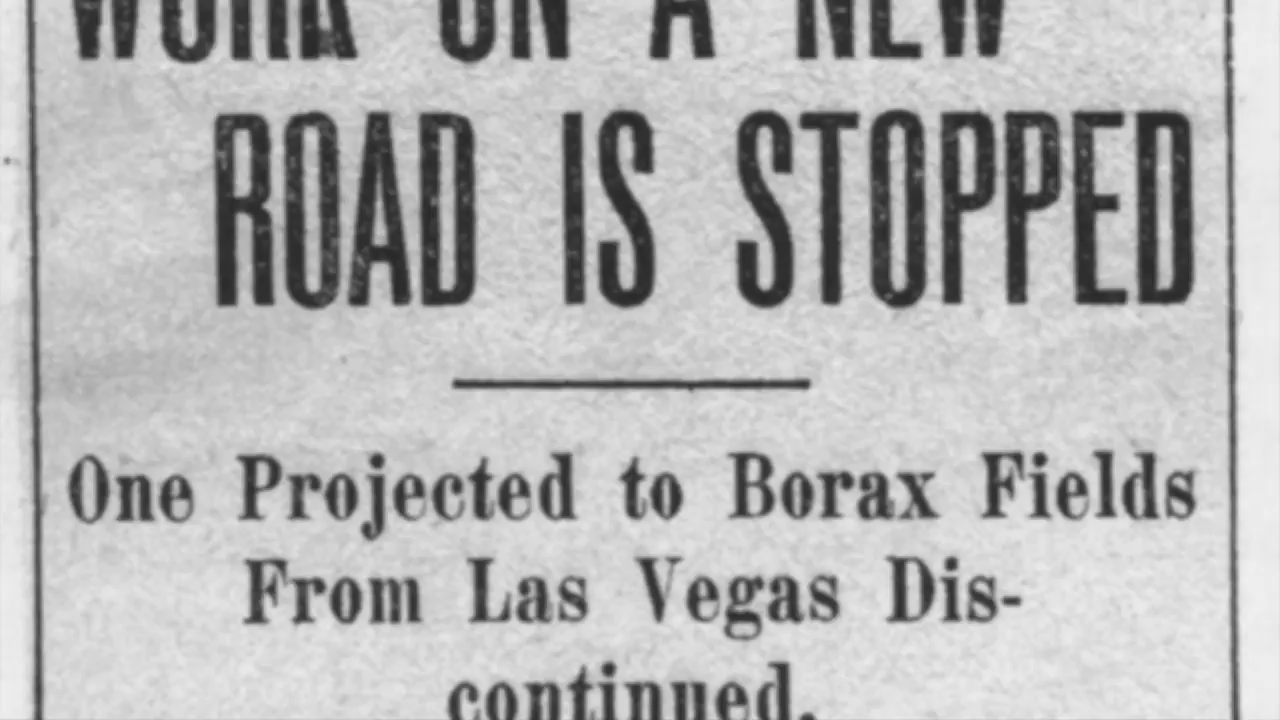 WORK ON A NEW
ROAD IS STOPPED
One Projected to Borax Fields
From Las Vegas Dis-
continued.